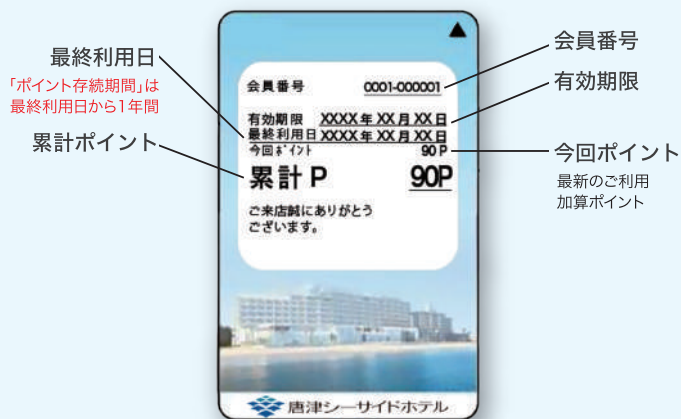 最終利用日
「ポイント存続期間」は
最終利用日から1年間
累計ポイント
▲
会員番号 0001-000001
有効期限 XXXX年XX月XX日
最終利用日 XXXX年XX月XX日
今回ポイント 90P
累計P 90P
ご来店誠にありがとう
ございます。
唐津シーサイドホテル
会員番号
有効期限
今回ポイント
最新のご利用
加算ポイント